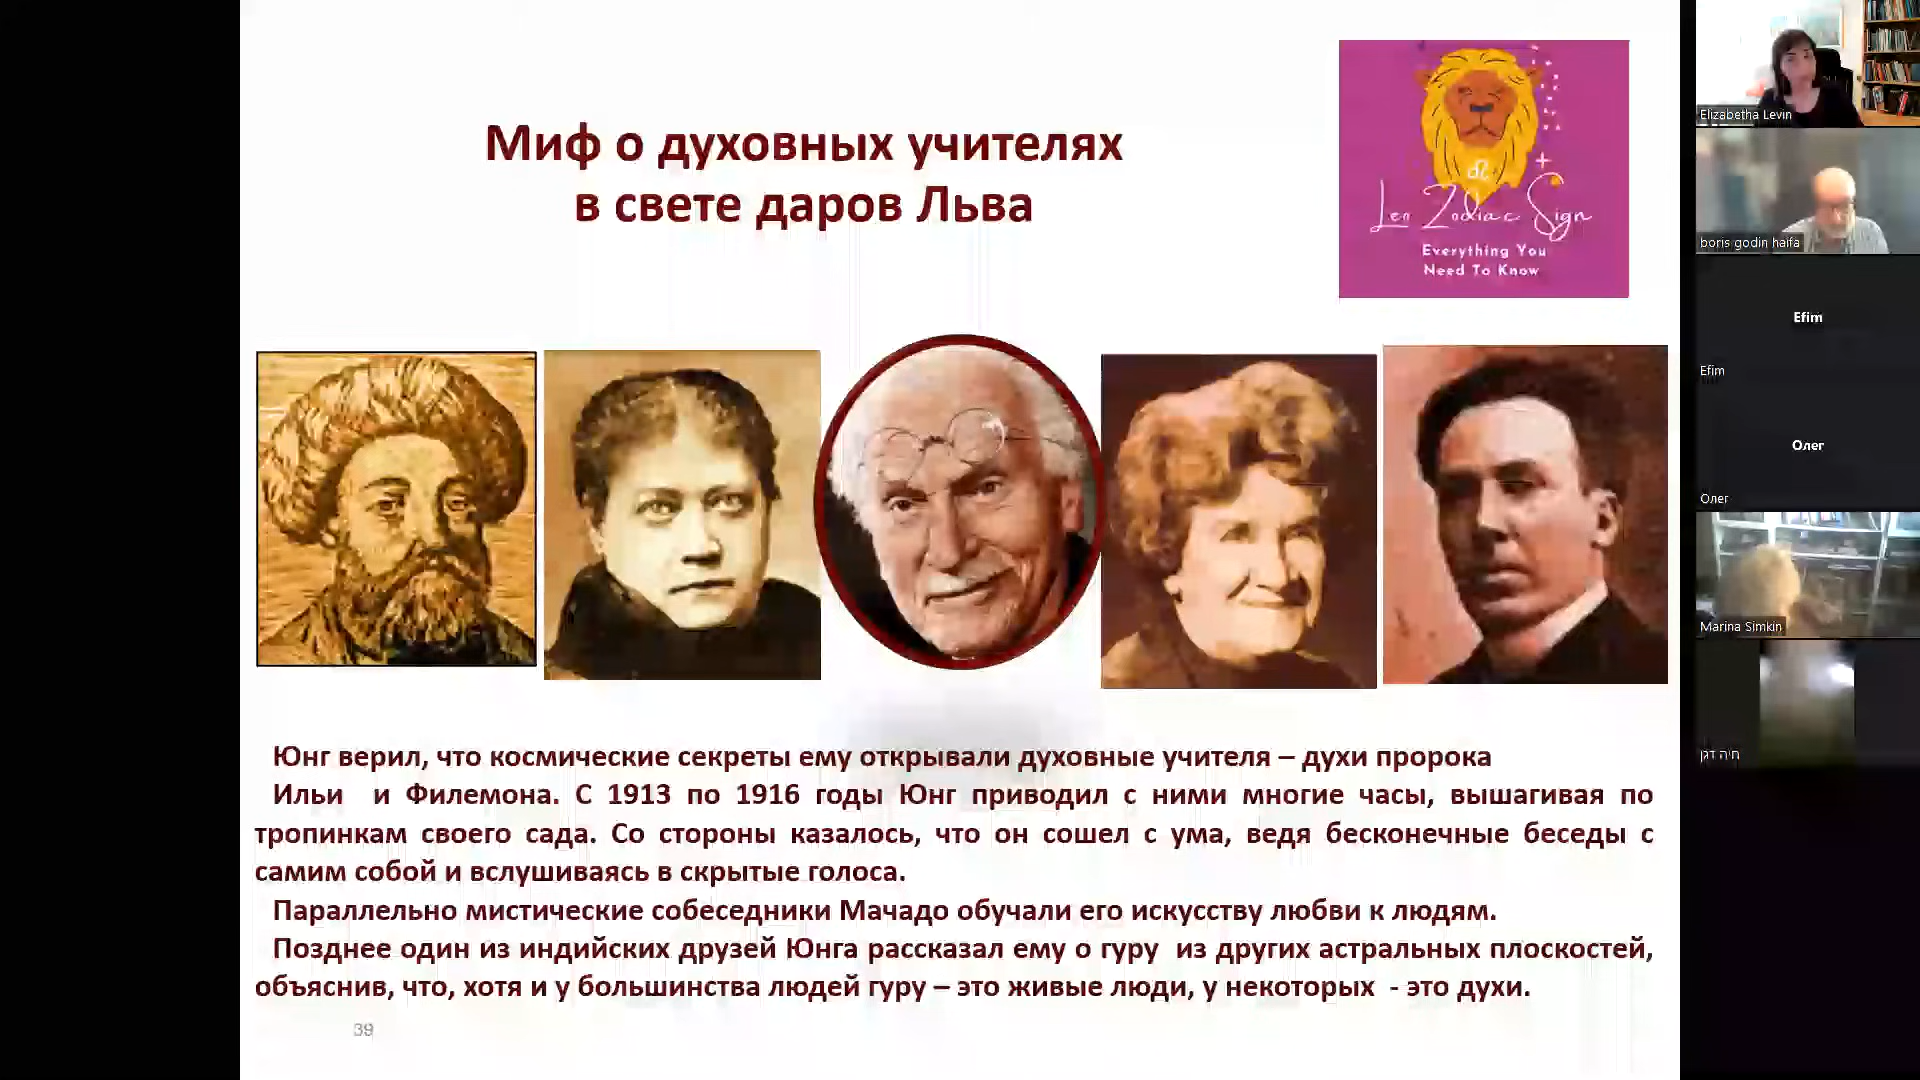 Миф о духовных учителях
в свете даров Льва
Leo Zodiac Sign
Everything You
Need To Know
Юнг верил, что космические секреты ему открывали духовные учителя – духи пророка
Ильи и Филемона. С 1913 по 1916 годы Юнг приводил с ними многие часы, вышагивая по
тропинкам своего сада. Со стороны казалось, что он сошел с ума, ведя бесконечные беседы с
самим собой и вслушиваясь в скрытые голоса.
Параллельно мистические собеседники Мачадо обучали его искусству любви к людям.
Позднее один из индийских друзей Юнга рассказал ему о гуру из других астральных плоскостей,
объяснив, что, хотя и у большинства людей гуру – это живые люди, у некоторых - это духи.
39
Elizabetha Levin
boris godin haifa
Efim
Efim
Олег
Олег
Marina Simkin
חיה דגן